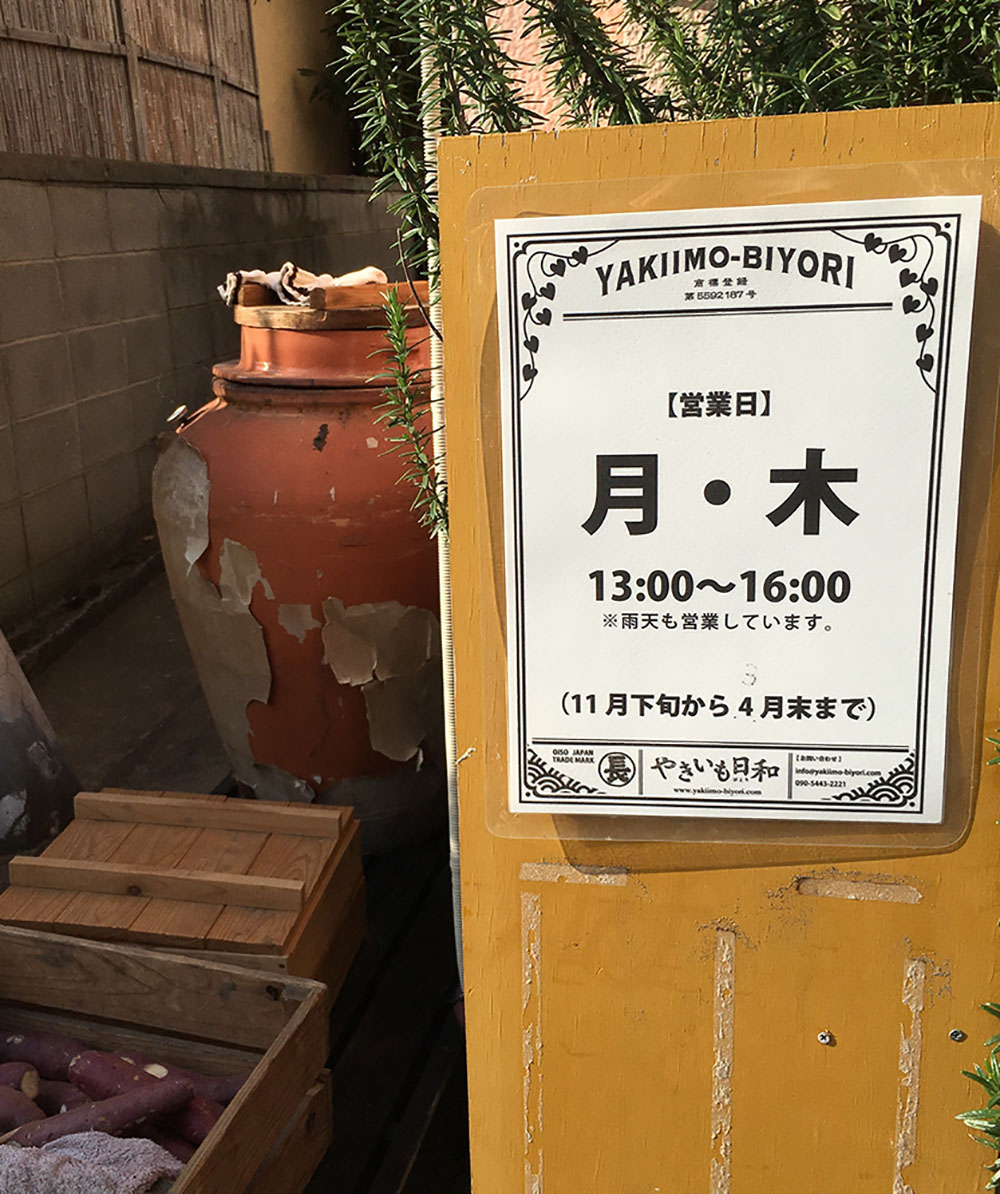 YAKIIMO-BIYORI
商標登録
第5592187号
【営業日】
月・木
13:00〜16:00
※雨天も営業しています。
3
（11月下旬から4月末まで）
OISO JAPAN
TRADE MARK
長
やきいも日和
www.yakiimo-biyori.com
【お問い合わせ】
info@yakiimo-biyori.com
090-5443-2221